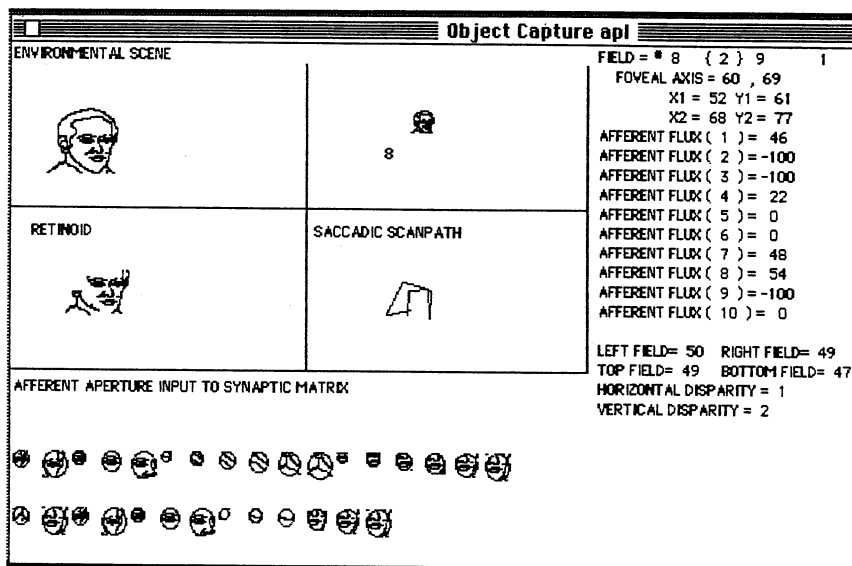 Object Capture apl
ENVIRONMENTAL SCENE
8
RETINOID
SACCADIC SCANPATH
AFFERENT APERTURE INPUT TO SYNAPTIC MATRIX
FIELD = # 8 { 2 } 9 1
FOVEAL AXIS = 60 , 69
X1 = 52 Y1 = 61
X2 = 68 Y2 = 77
AFFERENT FLUX ( 1 ) = 46
AFFERENT FLUX ( 2 ) = -100
AFFERENT FLUX ( 3 ) = -100
AFFERENT FLUX ( 4 ) = 22
AFFERENT FLUX ( 5 ) = 0
AFFERENT FLUX ( 6 ) = 0
AFFERENT FLUX ( 7 ) = 48
AFFERENT FLUX ( 8 ) = 54
AFFERENT FLUX ( 9 ) = -100
AFFERENT FLUX ( 10 ) = 0
LEFT FIELD= 50 RIGHT FIELD= 49
TOP FIELD= 49 BOTTOM FIELD= 47
HORIZONTAL DISPARITY = 1
VERTICAL DISPARITY = 2